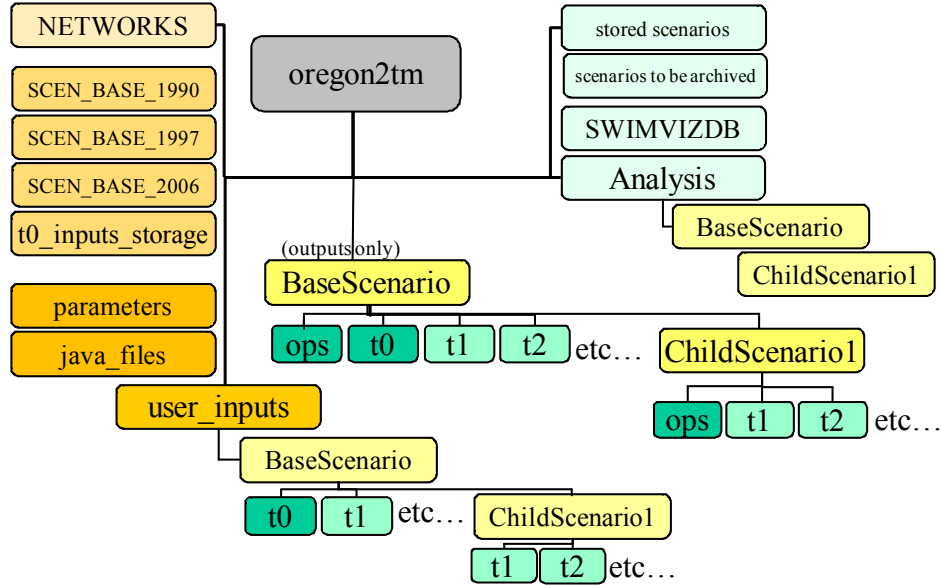 NETWORKS
SCEN_BASE_1990
SCEN_BASE_1997
SCEN_BASE_2006
t0_inputs_storage
parameters
java_files
user_inputs
BaseScenario
t0 t1 etc... ChildScenario1
t1 t2 etc...
oregon2tm
(outputs only)
BaseScenario
ops t0 t1 t2 etc... ChildScenario1
ops t1 t2 etc...
stored scenarios
scenarios to be archived
SWIMVIZDB
Analysis
BaseScenario
ChildScenario1